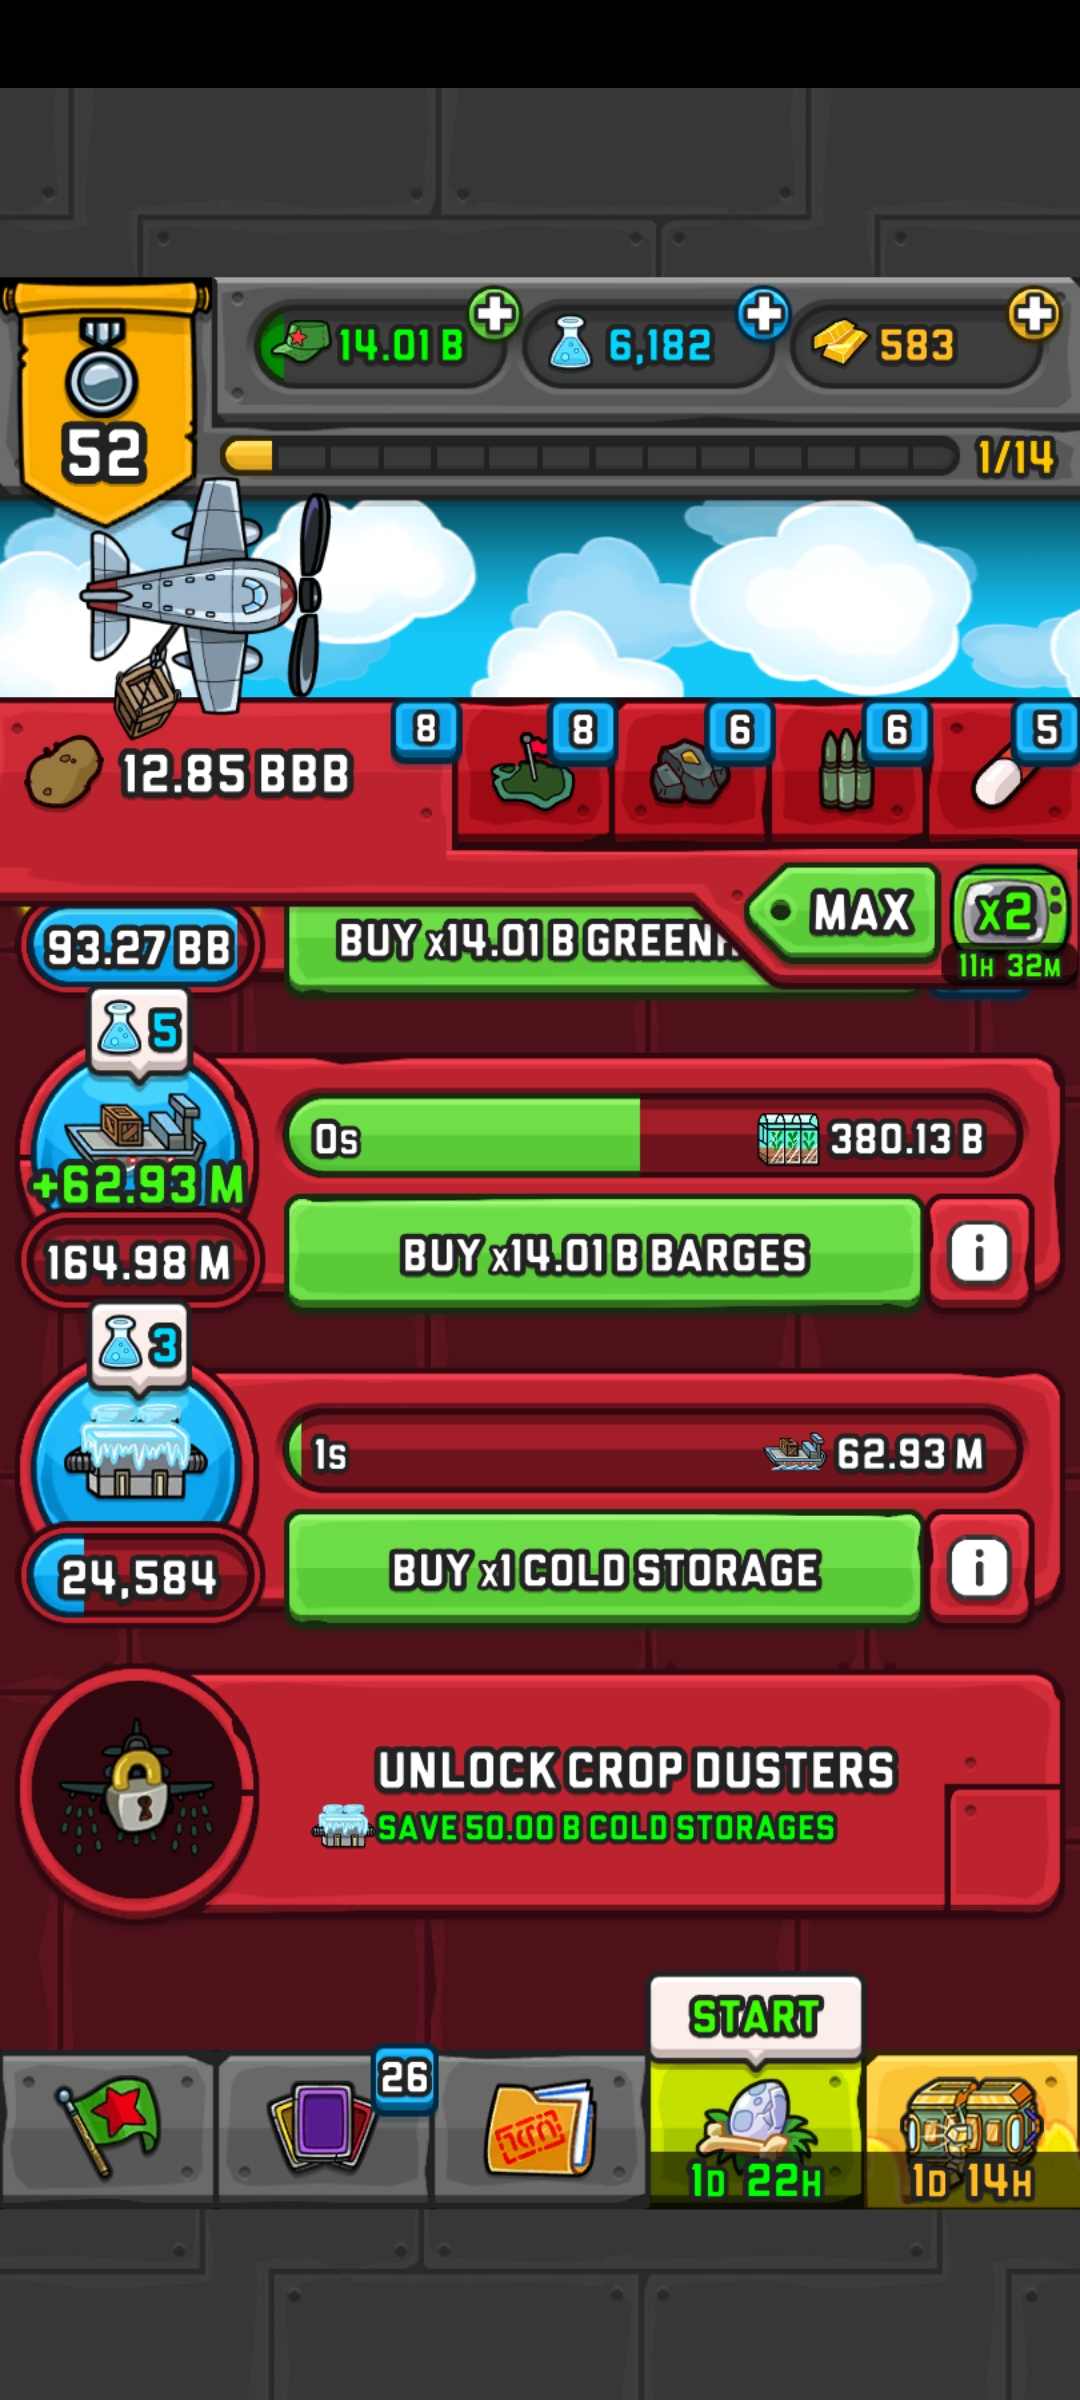 14.01 B
6,182
583
52
1/14
12.85 BBB
8
8
6
6
5
MAX
x2
11H 32M
93.27 BB
BUY x14.01 B
5
+62.93 M
0s
380.13 B
164.98 M
BUY x14.01 B BARGES
i
3
1s
62.93 M
24,584
BUY x1 COLD STORAGE
i
UNLOCK CROP DUSTERS
SAVE 50.00 B COLD STORAGES
START
26
1D 22H
1D 14H